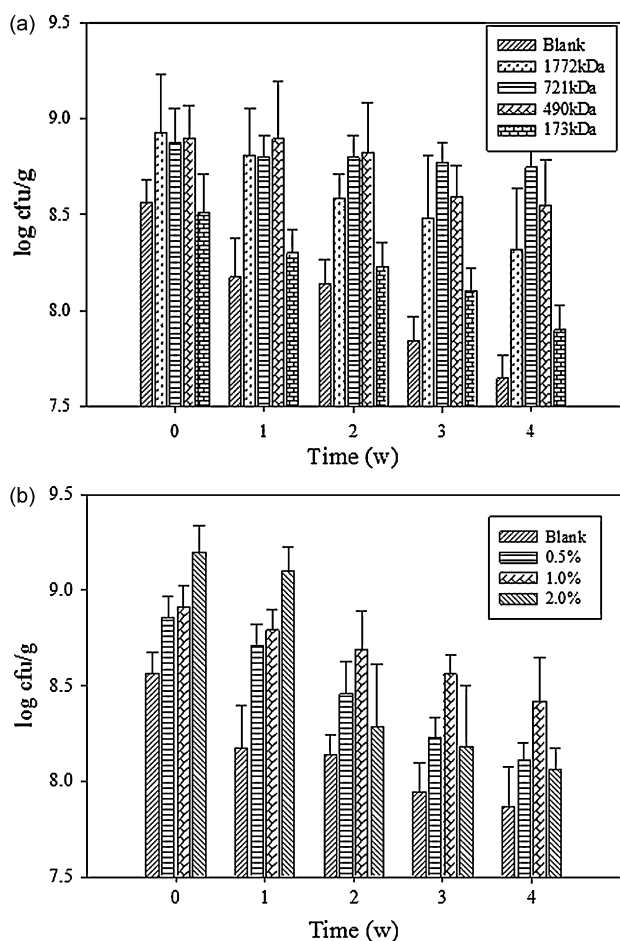 (a)
9.5
9.0
8.5
8.0
7.5
log cfu/g
Blank
1772kDa
721kDa
490kDa
173kDa
0 1 2 3 4
Time (w)
(b)
9.5
9.0
8.5
8.0
7.5
log cfu/g
Blank
0.5%
1.0%
2.0%
0 1 2 3 4
Time (w)